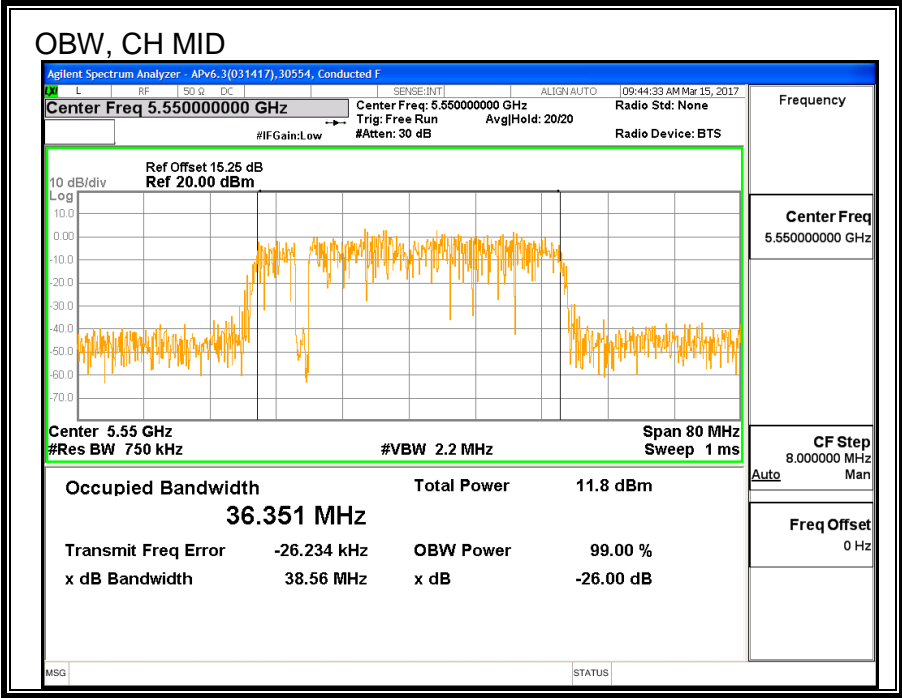 OBW, CH MID
Agilent Spectrum Analyzer - APv6.3(031417),30554, Conducted F
LXI L RF 50 Ω DC SENSE:INT ALIGN AUTO 09:44:33 AM Mar 15, 2017
Center Freq 5.550000000 GHz
Center Freq: 5.550000000 GHz
Radio Std: None
Trig: Free Run Avg|Hold: 20/20
#IFGain:Low
#Atten: 30 dB
Radio Device: BTS
Ref Offset 15.25 dB
10 dB/div Ref 20.00 dBm
Log
10.0
0.00
-10.0
-20.0
-30.0
-40.0
-50.0
-60.0
-70.0
Center 5.55 GHz Span 80 MHz
#Res BW 750 kHz #VBW 2.2 MHz Sweep 1 ms
Occupied Bandwidth Total Power 11.8 dBm
36.351 MHz
Transmit Freq Error -26.234 kHz OBW Power 99.00 %
x dB Bandwidth 38.56 MHz x dB -26.00 dB
Frequency
Center Freq
5.550000000 GHz
CF Step
8.000000 MHz
Auto Man
Freq Offset
0 Hz
MSG STATUS